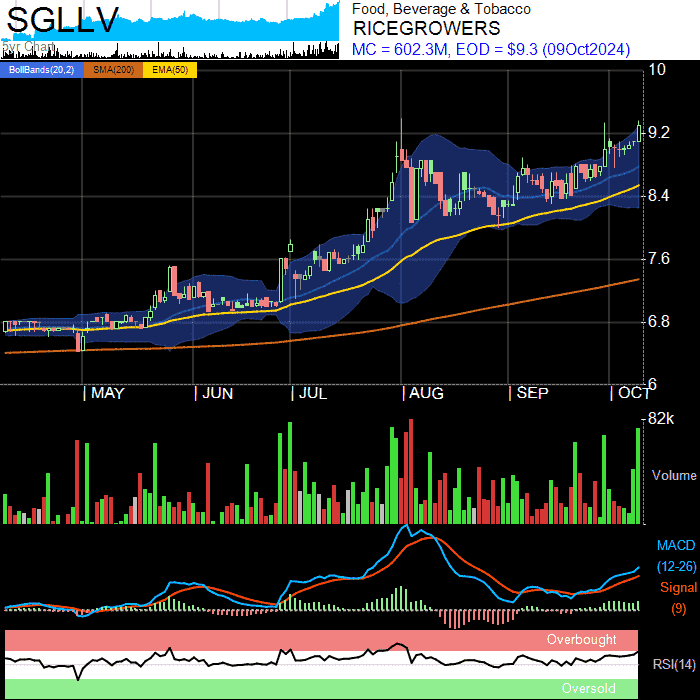 SGLLV
5yr Chart
Food, Beverage & Tobacco
RICEGROWERS
MC = 602.3M, EOD = $9.3 (09Oct2024)
BollBands(20,2) SMA(200) EMA(50)
10
9.2
8.4
7.6
6.8
6
MAY JUN JUL AUG SEP OCT
82k
Volume
MACD
(12-26)
Signal
(9)
Overbought
RSI(14)
Oversold